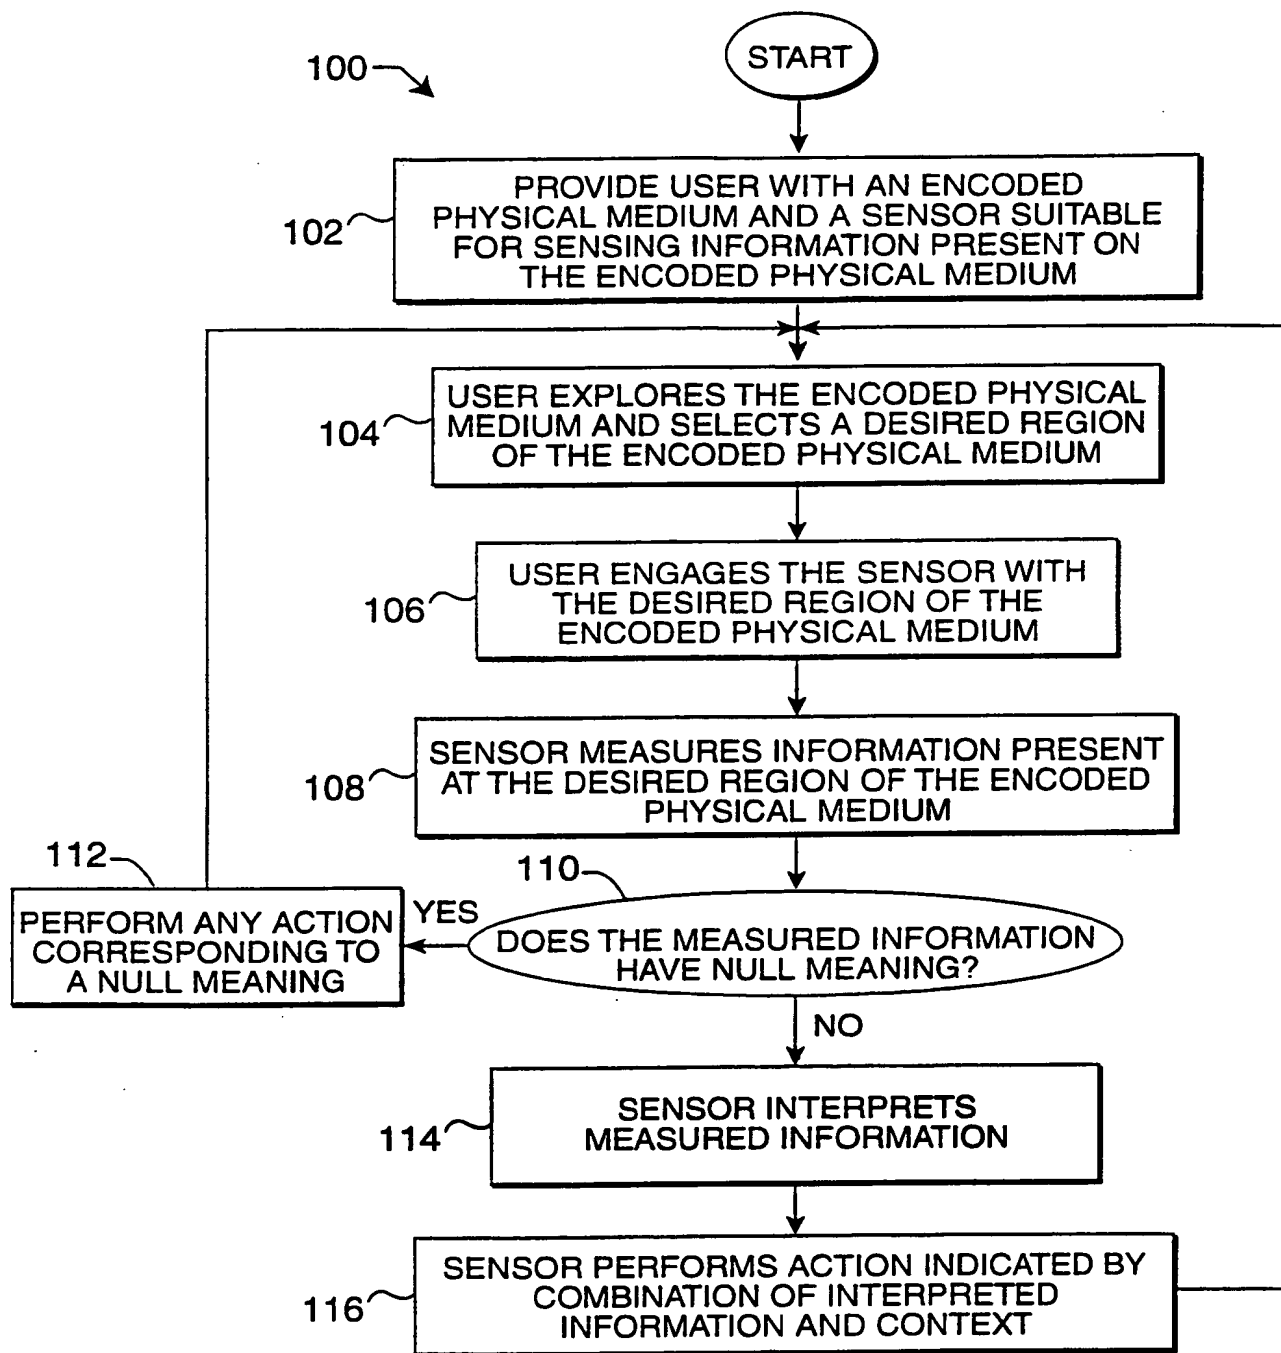 START
100
PROVIDE USER WITH AN ENCODED
PHYSICAL MEDIUM AND A SENSOR SUITABLE
FOR SENSING INFORMATION PRESENT ON
THE ENCODED PHYSICAL MEDIUM
102
USER EXPLORES THE ENCODED PHYSICAL
MEDIUM AND SELECTS A DESIRED REGION
OF THE ENCODED PHYSICAL MEDIUM
104
USER ENGAGES THE SENSOR WITH
THE DESIRED REGION OF THE
ENCODED PHYSICAL MEDIUM
106
SENSOR MEASURES INFORMATION PRESENT
AT THE DESIRED REGION OF THE ENCODED
PHYSICAL MEDIUM
108
110
DOES THE MEASURED INFORMATION
HAVE NULL MEANING?
YES
112
PERFORM ANY ACTION
CORRESPONDING TO
A NULL MEANING
NO
SENSOR INTERPRETS
MEASURED INFORMATION
114
SENSOR PERFORMS ACTION INDICATED BY
COMBINATION OF INTERPRETED
INFORMATION AND CONTEXT
116